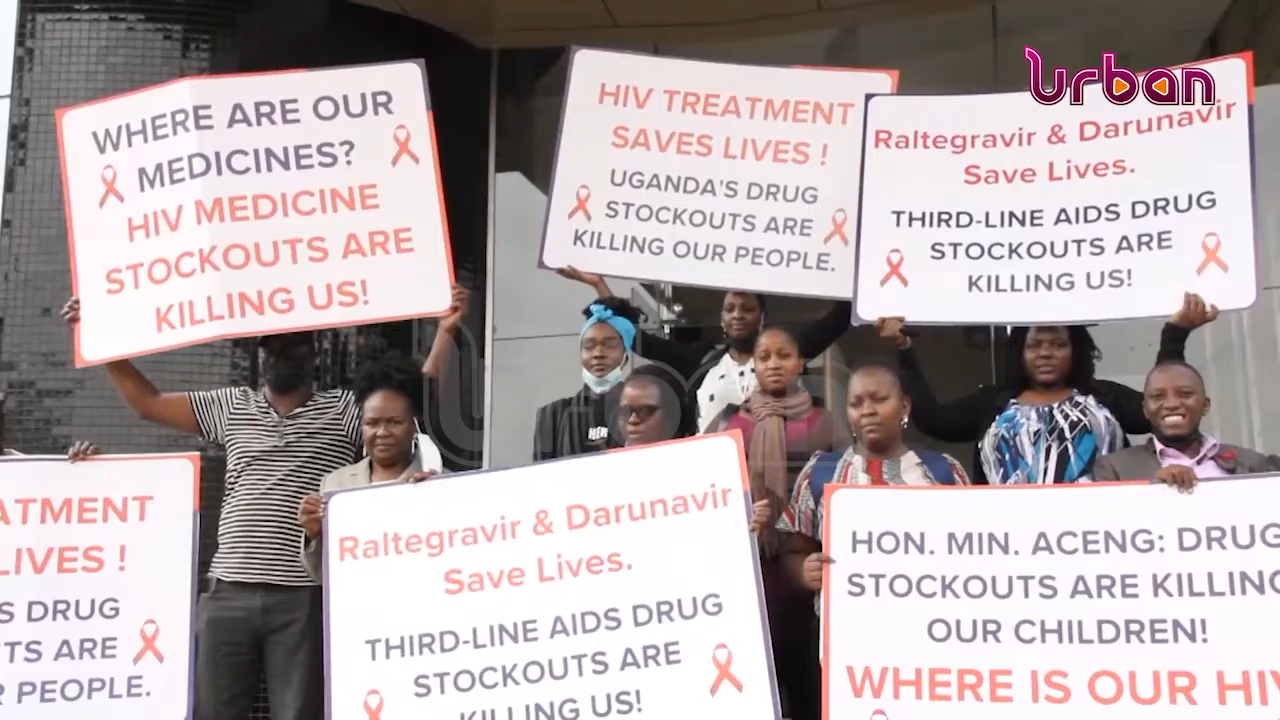 Urban
WHERE ARE OUR
MEDICINES?
HIV MEDICINE
STOCKOUTS ARE
KILLING US!
HIV TREATMENT
SAVES LIVES !
UGANDA'S DRUG
STOCKOUTS ARE
KILLING OUR PEOPLE.
Raltegravir & Darunavir
Save Lives.
THIRD-LINE AIDS DRUG
STOCKOUTS ARE
KILLING US!
ATMENT
LIVES !
S DRUG
TS ARE
R PEOPLE.
Raltegravir & Darunavir
Save Lives.
THIRD-LINE AIDS DRUG
STOCKOUTS ARE
KILLING US!
HON. MIN. ACENG: DRUG
STOCKOUTS ARE KILLING
OUR CHILDREN!
WHERE IS OUR HIV